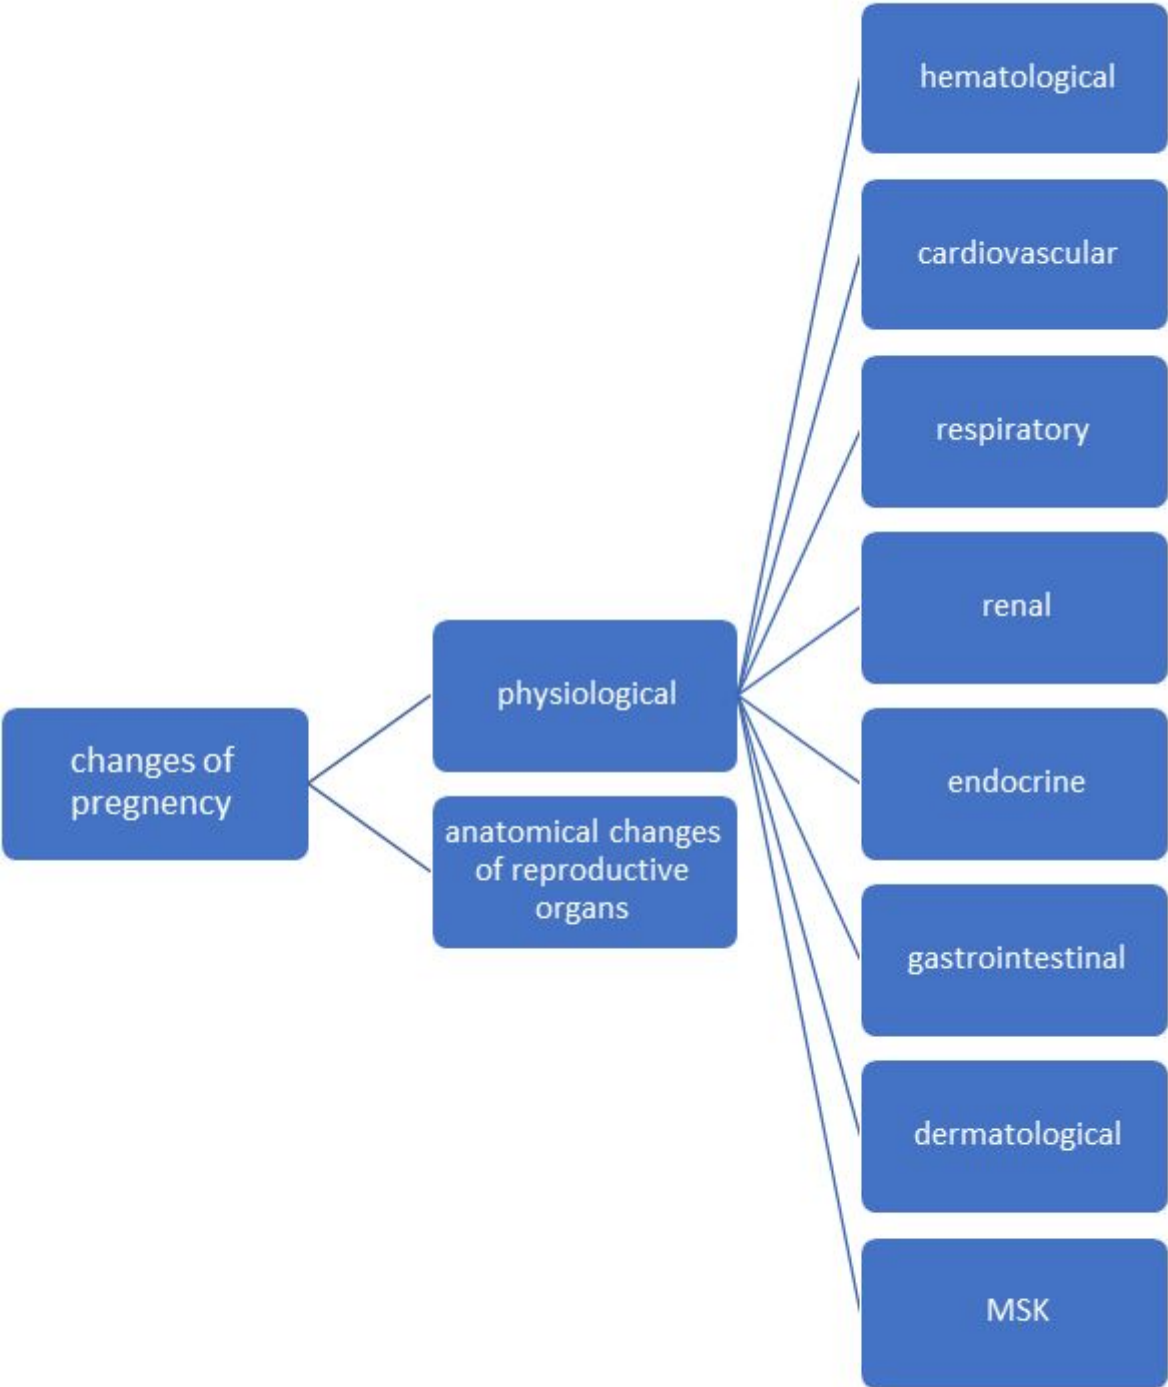 changes of
pregnency
physiological
anatomical changes
of reproductive
organs
hematological
cardiovascular
respiratory
renal
endocrine
gastrointestinal
dermatological
MSK